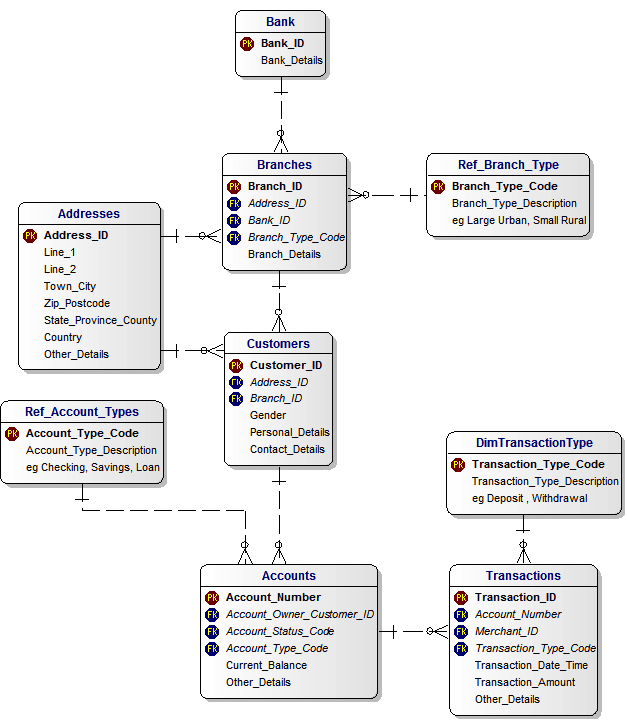 Bank
PK Bank_ID
Bank_Details
Branches
PK Branch_ID
FK Address_ID
FK Bank_ID
FK Branch_Type_Code
Branch_Details
Ref_Branch_Type
PK Branch_Type_Code
Branch_Type_Description
eg Large Urban, Small Rural
Addresses
PK Address_ID
Line_1
Line_2
Town_City
Zip_Postcode
State_Province_County
Country
Other_Details
Customers
PK Customer_ID
FK Address_ID
FK Branch_ID
Gender
Personal_Details
Contact_Details
Ref_Account_Types
PK Account_Type_Code
Account_Type_Description
eg Checking, Savings, Loan
DimTransactionType
PK Transaction_Type_Code
Transaction_Type_Description
eg Deposit , Withdrawal
Accounts
PK Account_Number
FK Account_Owner_Customer_ID
FK Account_Status_Code
FK Account_Type_Code
Current_Balance
Other_Details
Transactions
PK Transaction_ID
FK Account_Number
FK Merchant_ID
FK Transaction_Type_Code
Transaction_Date_Time
Transaction_Amount
Other_Details